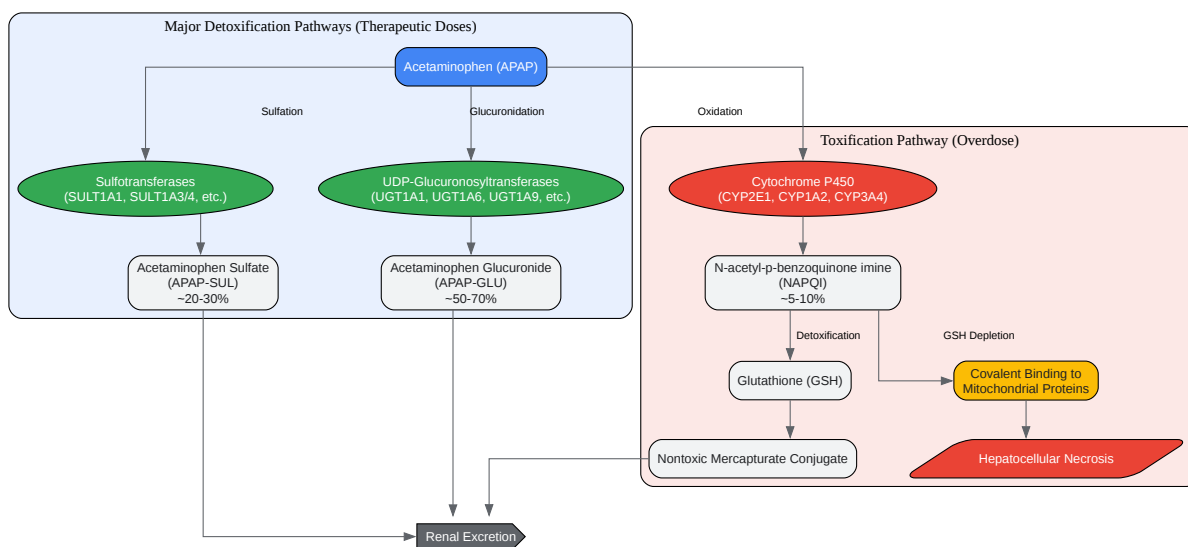 Major Detoxification Pathways (Therapeutic Doses)
Acetaminophen (APAP)
Sulfation
Glucuronidation
Oxidation
Toxification Pathway (Overdose)
Sulfotransferases
(SULT1A1, SULT1A3/4, etc.)
UDP-Glucuronosyltransferases
(UGT1A1, UGT1A6, UGT1A9, etc.)
Cytochrome P450
(CYP2E1, CYP1A2, CYP3A4)
Acetaminophen Sulfate
(APAP-SUL)
~20-30%
Acetaminophen Glucuronide
(APAP-GLU)
~50-70%
N-acetyl-p-benzoquinone imine
(NAPQI)
~5-10%
Detoxification
GSH Depletion
Glutathione (GSH)
Covalent Binding to
Mitochondrial Proteins
Nontoxic Mercapturate Conjugate
Hepatocellular Necrosis
Renal Excretion